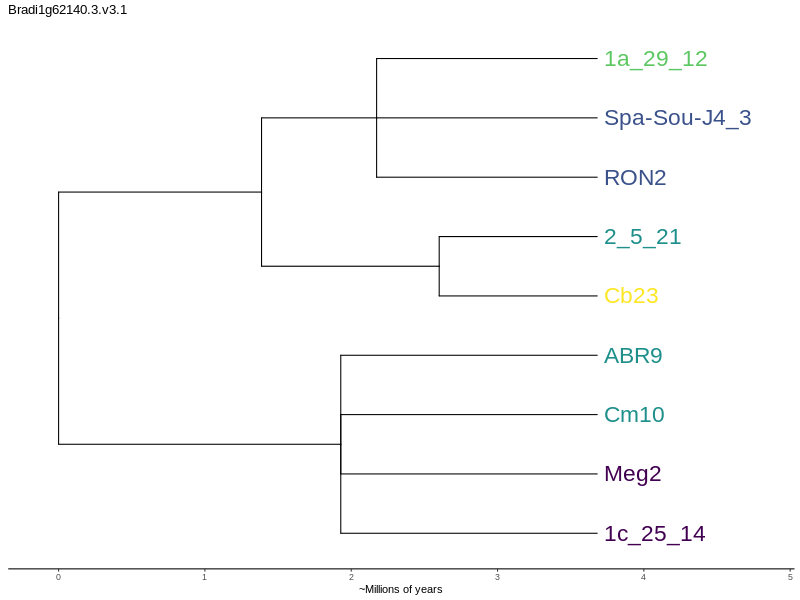 Bradi1g62140.3.v3.1
1a_29_12
Spa-Sou-J4_3
RON2
2_5_21
Cb23
ABR9
Cm10
Meg2
1c_25_14
0 1 2 3 4 5
~Millions of years